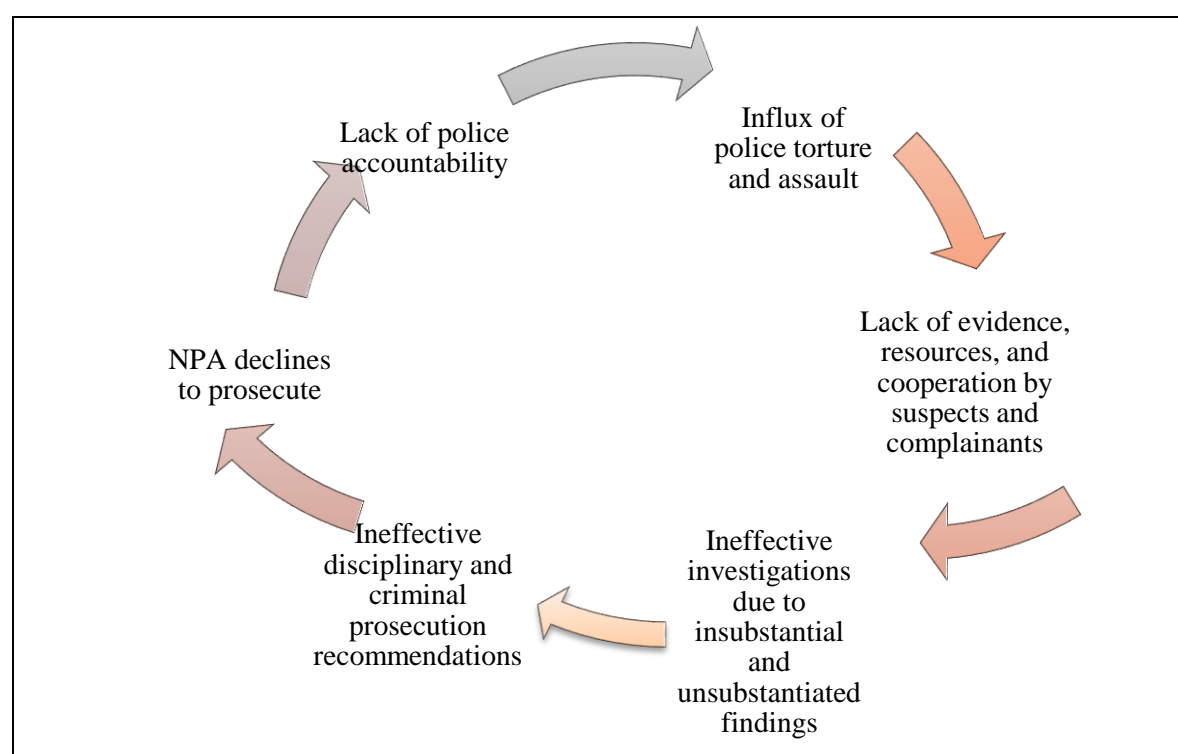 Lack of police
accountability
Influx of
police torture
and assault
Lack of evidence,
resources, and
cooperation by
suspects and
complainants
Ineffective
investigations
due to
insubstantial
and
unsubstantiated
findings
Ineffective
disciplinary and
criminal
prosecution
recommendations
NPA declines
to prosecute